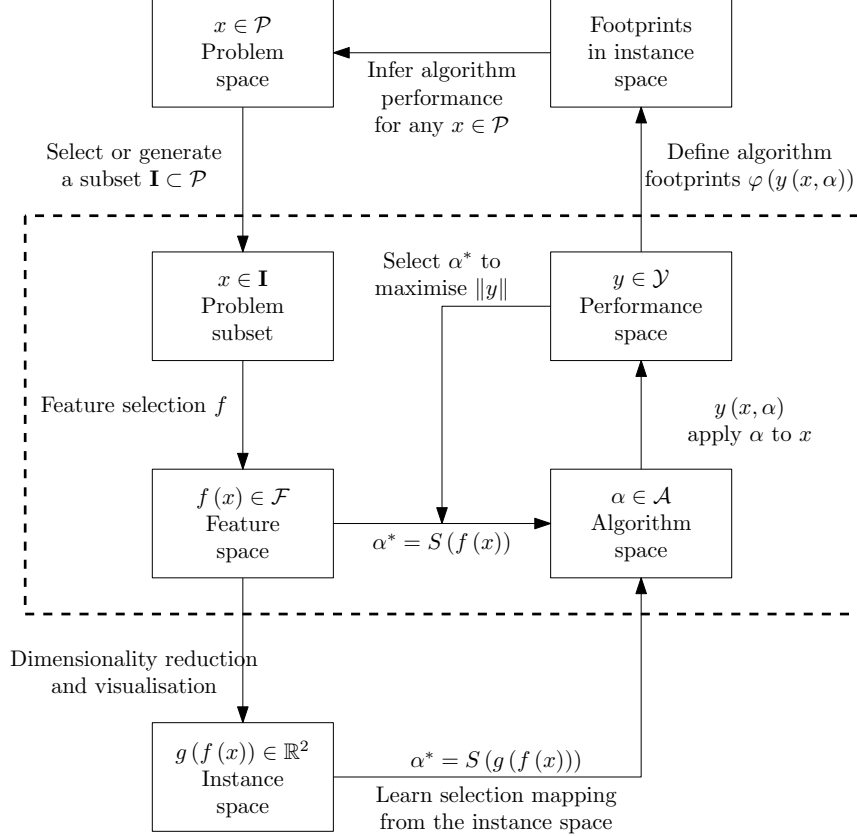 x ∈ 𝒫
Problem
space
Footprints
in instance
space
Infer algorithm
performance
for any x ∈ 𝒫
Select or generate
a subset I ⊂ 𝒫
Define algorithm
footprints φ (y (x, α))
x ∈ I
Problem
subset
Select α* to
maximise ‖y‖
y ∈ 𝒴
Performance
space
Feature selection f
y (x, α)
apply α to x
f (x) ∈ ℱ
Feature
space
α* = S (f (x))
α ∈ 𝒜
Algorithm
space
Dimensionality reduction
and visualisation
g (f (x)) ∈ ℝ²
Instance
space
α* = S (g (f (x)))
Learn selection mapping
from the instance space